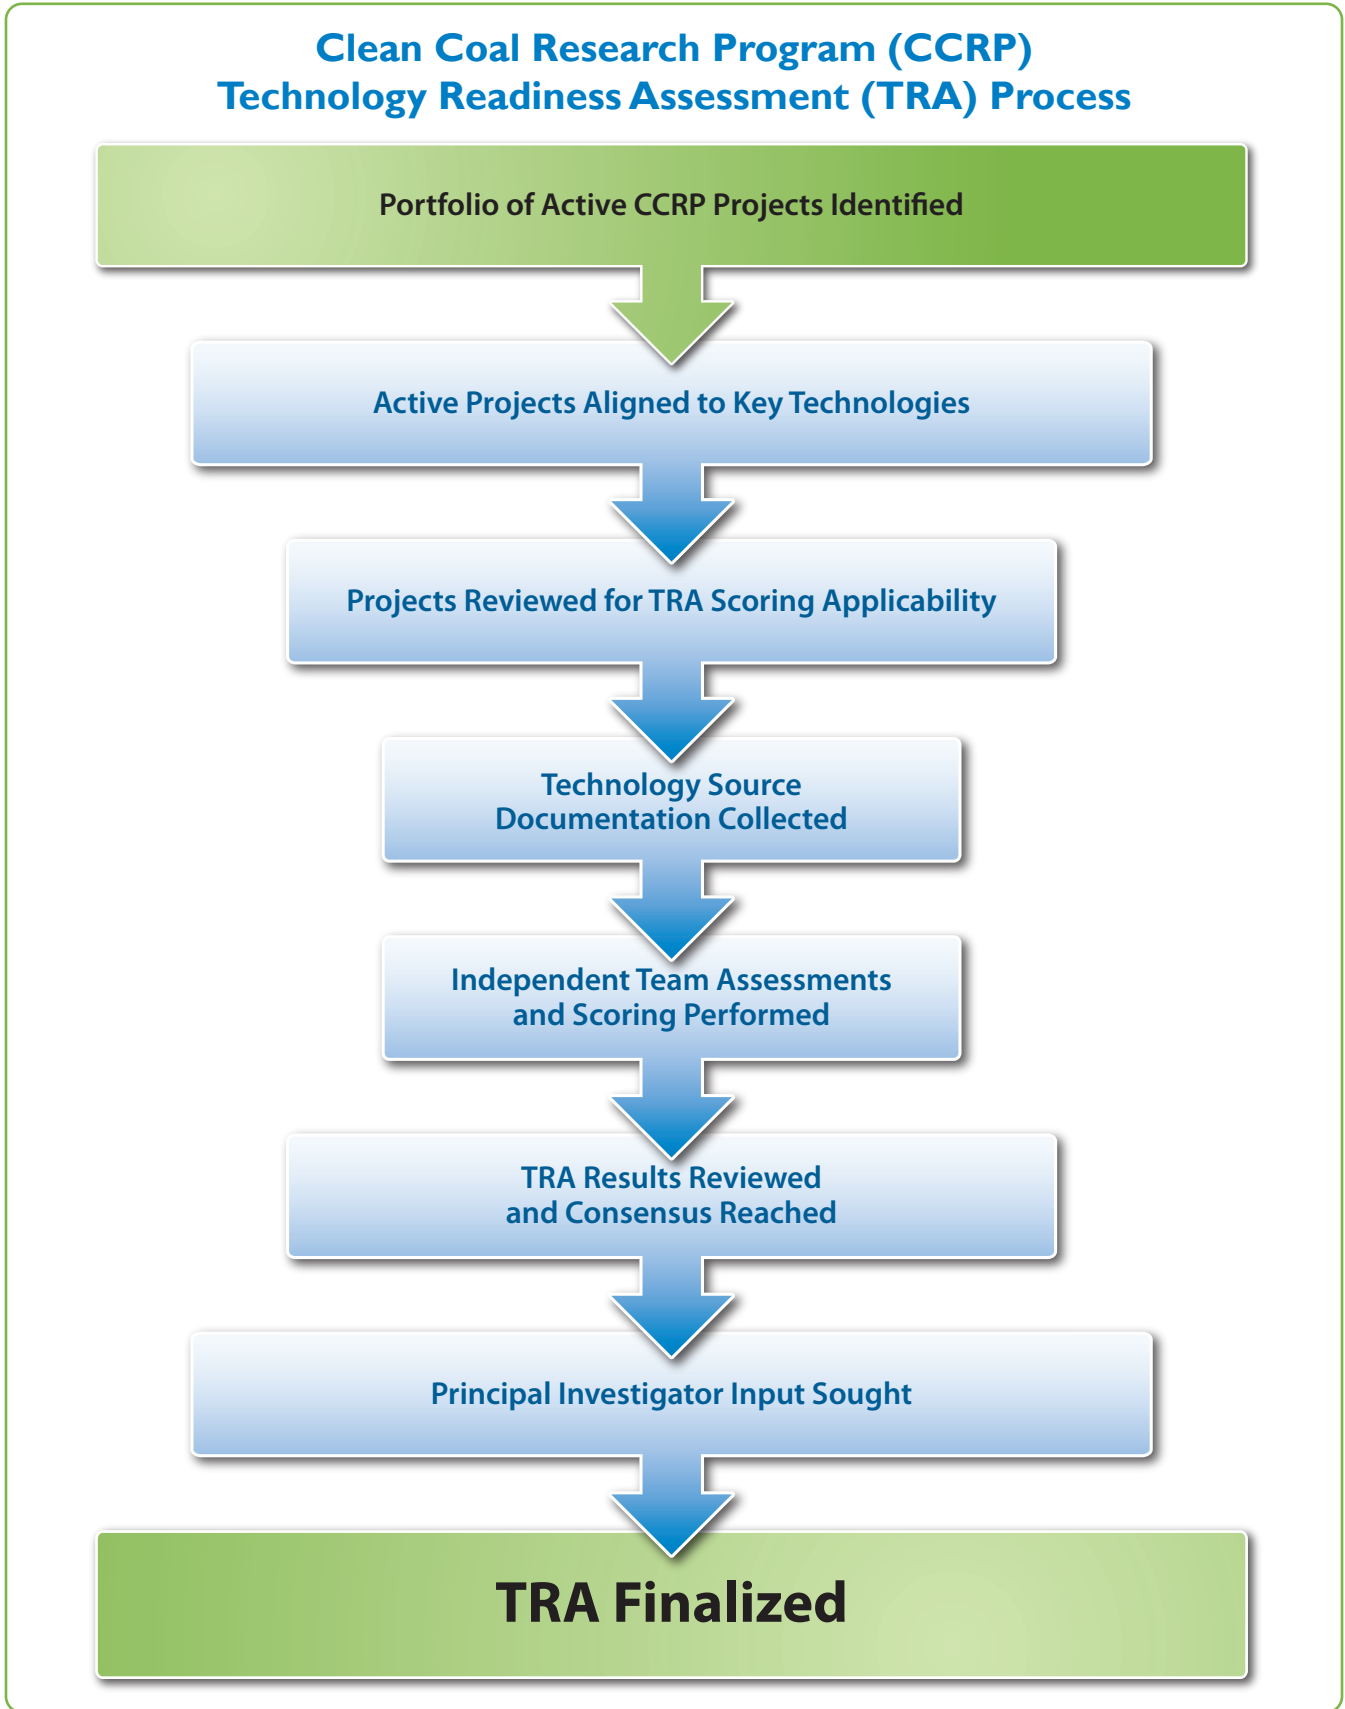 Clean Coal Research Program (CCRP)
Technology Readiness Assessment (TRA) Process
Portfolio of Active CCRP Projects Identified
Active Projects Aligned to Key Technologies
Projects Reviewed for TRA Scoring Applicability
Technology Source
Documentation Collected
Independent Team Assessments
and Scoring Performed
TRA Results Reviewed
and Consensus Reached
Principal Investigator Input Sought
TRA Finalized